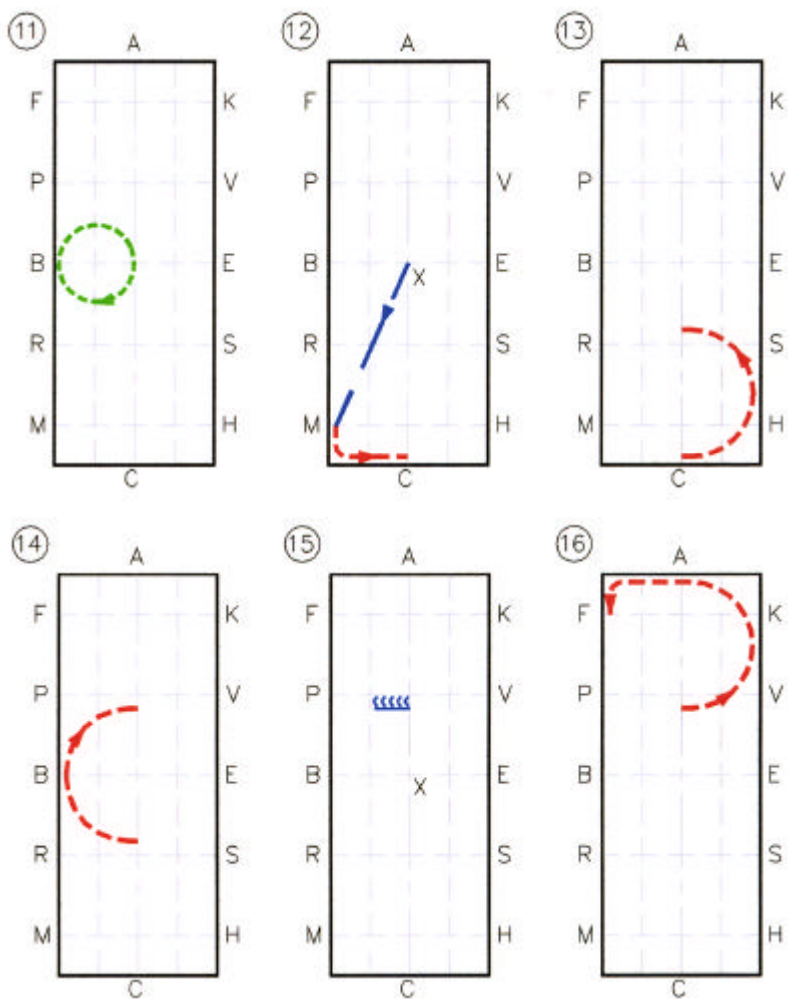 11 A 12 A 13 A
F K F K F K
P V P V P V
B E B X E B E
R S R S R S
M H M H M H
C C C
14 A 15 A 16 A
F K F K F K
P V P V P V
B E B X E B E
R S R S R S
M H M H M H
C C C